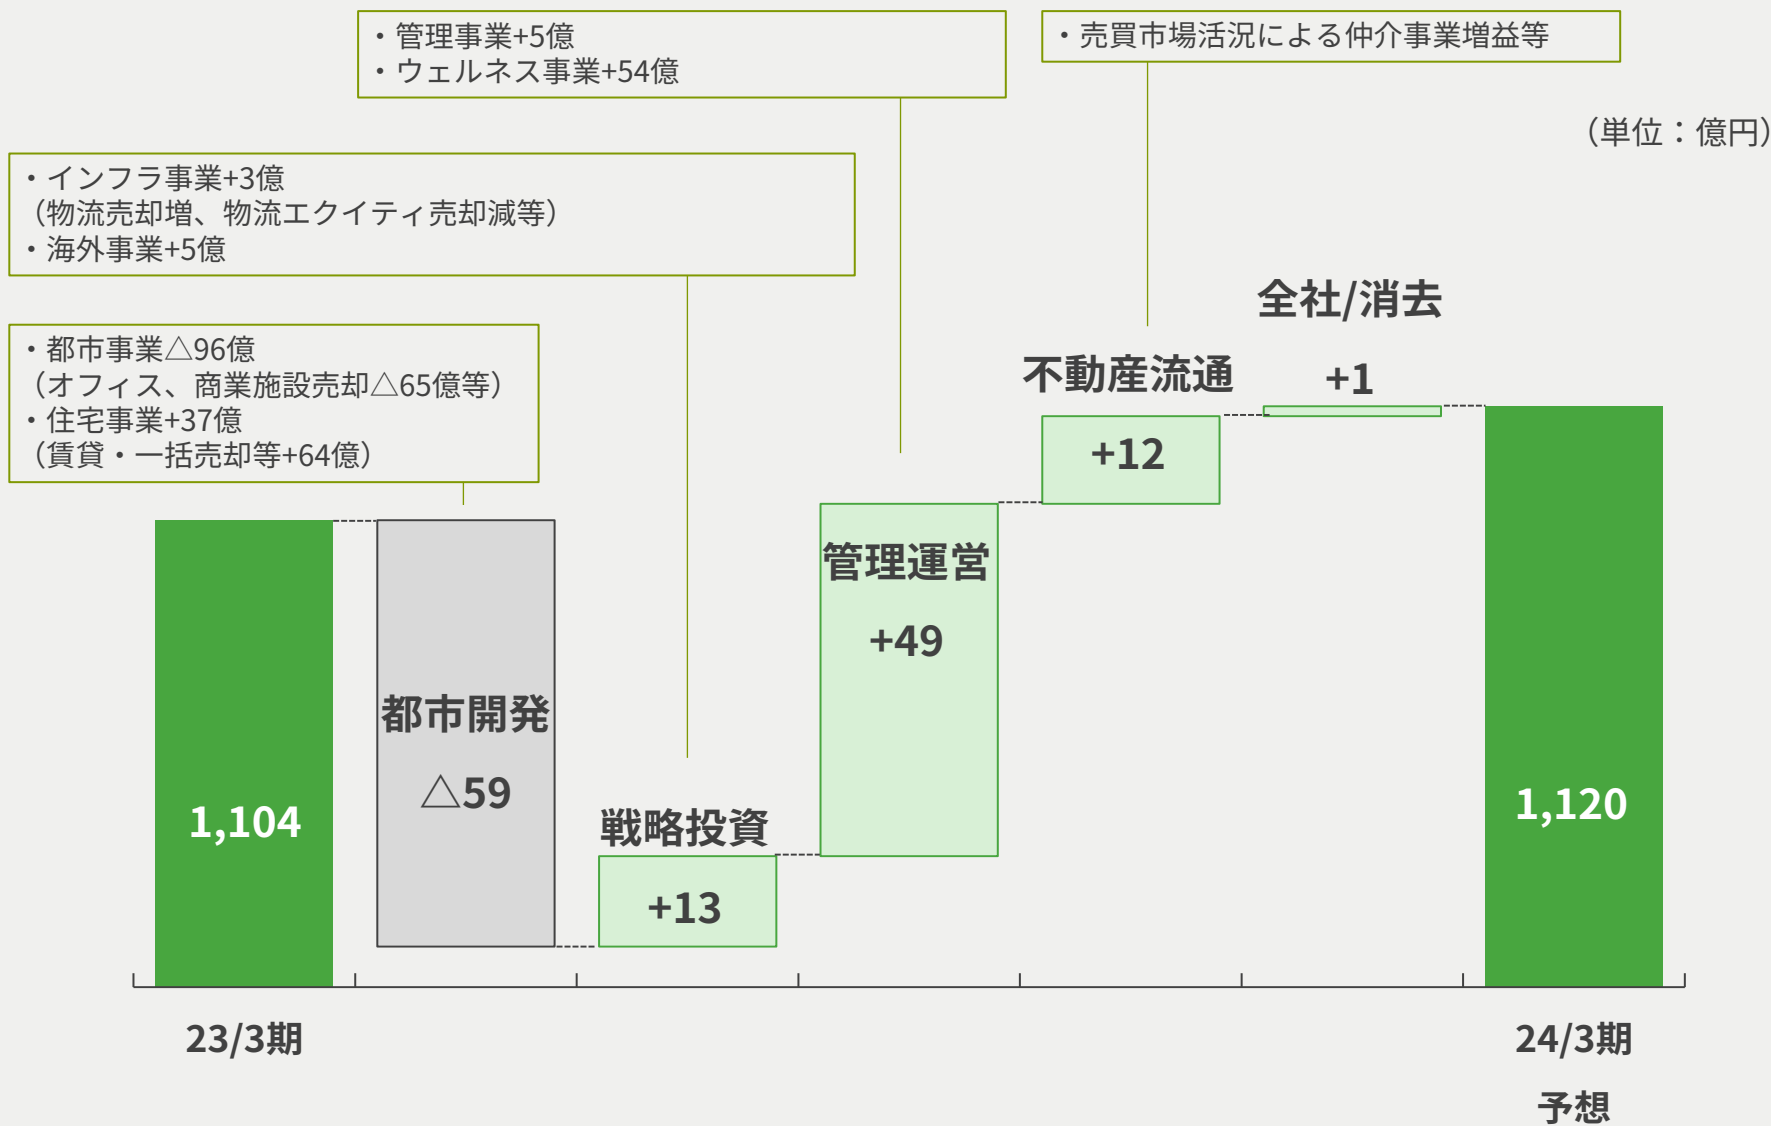 ・管理事業+5億
・ウェルネス事業+54億
・売買市場活況による仲介事業増益等
（単位：億円）
・インフラ事業+3億
（物流売却増、物流エクイティ売却減等）
・海外事業+5億
・都市事業△96億
（オフィス、商業施設売却△65億等）
・住宅事業+37億
（賃貸・一括売却等+64億）
1,104
都市開発
△59
戦略投資
+13
管理運営
+49
不動産流通
+12
全社/消去
+1
1,120
23/3期
24/3期
予想